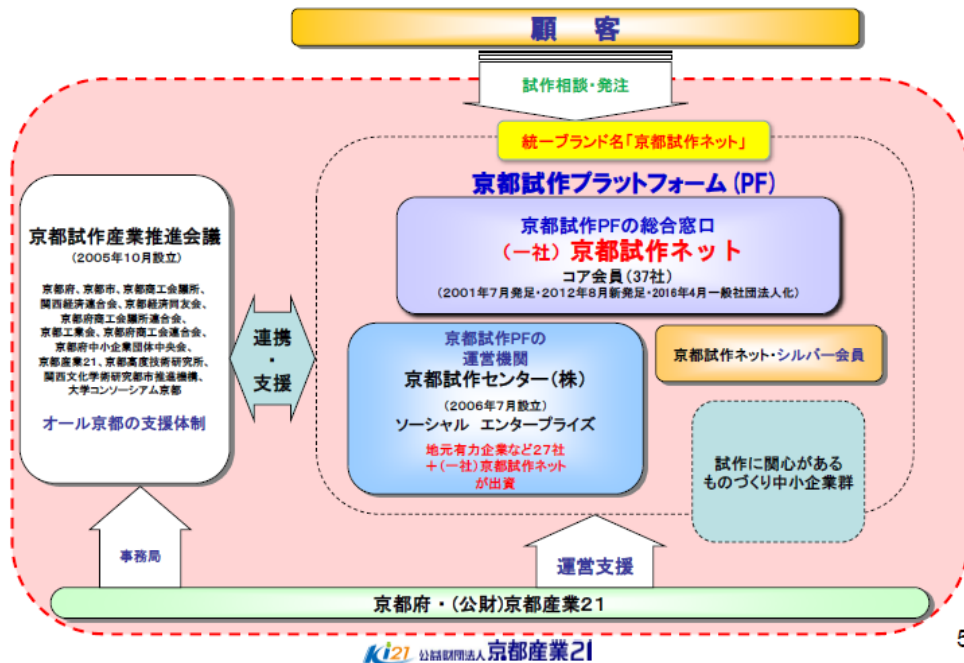 顧　客
試作相談・発注
統一ブランド名「京都試作ネット」
京都試作プラットフォーム(PF)
京都試作PFの総合窓口
(一社) 京都試作ネット
コア会員(37社)
(2001年7月発足・2012年8月新発足・2016年4月一般社団法人化)
京都試作産業推進会議
(2005年10月設立)
京都府、京都市、京都商工会議所、
関西経済連合会、京都経済同友会、
京都府商工会議所連合会、
京都工業会、京都府商工会連合会、
京都府中小企業団体中央会、
京都産業21、京都高度技術研究所、
関西文化学術研究都市推進機構、
大学コンソーシアム京都
オール京都の支援体制
連携
・
支援
京都試作PFの
運営機関
京都試作センター(株)
(2006年7月設立)
ソーシャル エンタープライズ
地元有力企業など27社
+(一社)京都試作ネット
が出資
京都試作ネット・シルバー会員
試作に関心がある
ものづくり中小企業群
事務局
運営支援
京都府・(公財)京都産業21
Ki21 公益財団法人 京都産業21
5